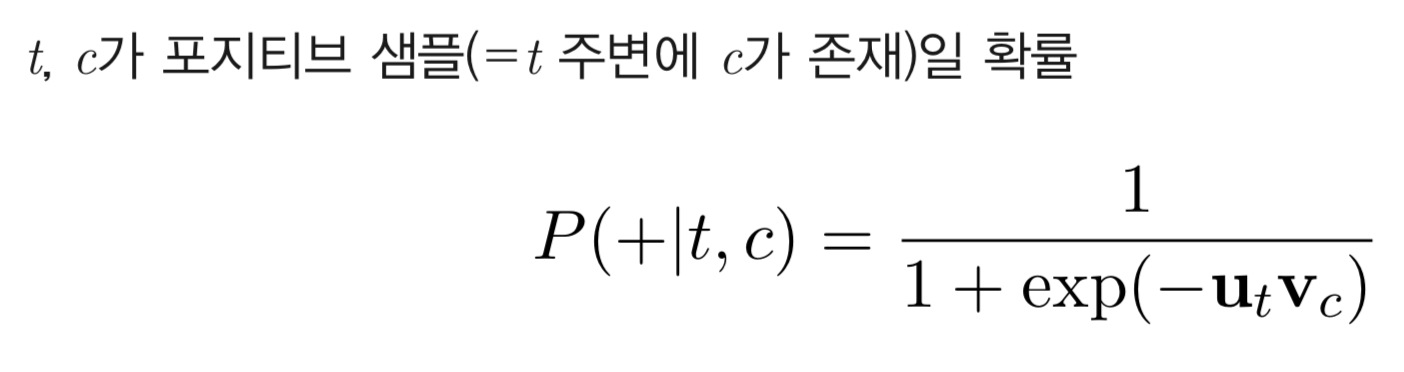 t, c가 포지티브 샘플(=t 주변에 c가 존재)일 확률
P(+|t, c) = 1 / (1 + exp(−u_t v_c))